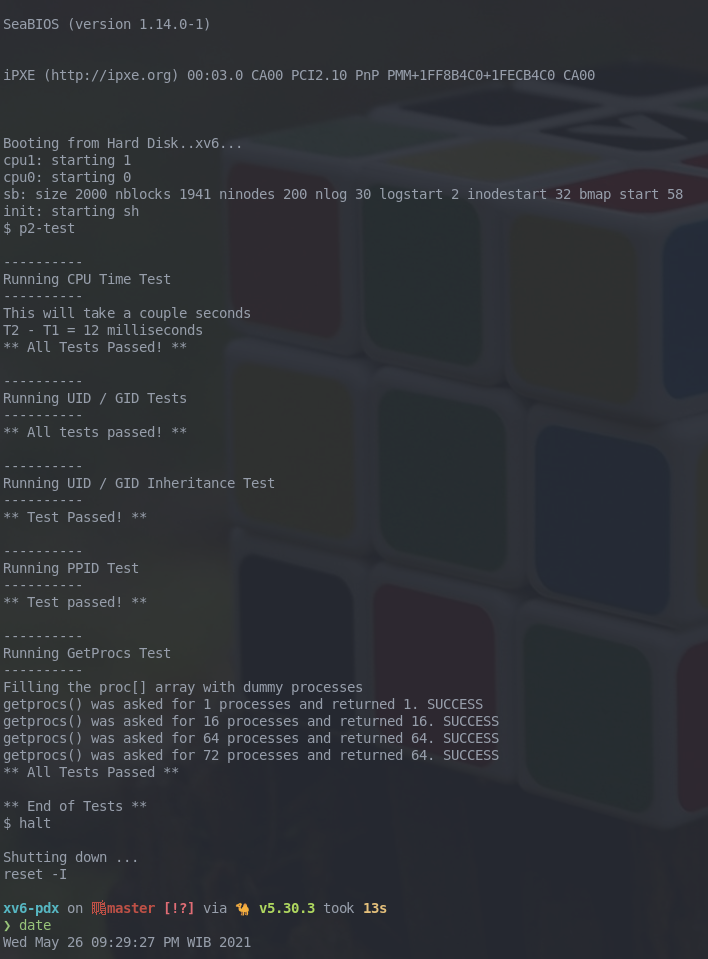 SeaBIOS (version 1.14.0-1)
iPXE (http://ipxe.org) 00:03.0 CA00 PCI2.10 PnP PMM+1FF8B4C0+1FECB4C0 CA00
Booting from Hard Disk..xv6...
cpu1: starting 1
cpu0: starting 0
sb: size 2000 nblocks 1941 ninodes 200 nlog 30 logstart 2 inodestart 32 bmap start 58
init: starting sh
$ p2-test
----------
Running CPU Time Test
----------
This will take a couple seconds
T2 - T1 = 12 milliseconds
** All Tests Passed! **
----------
Running UID / GID Tests
----------
** All tests passed! **
----------
Running UID / GID Inheritance Test
----------
** Test Passed! **
----------
Running PPID Test
----------
** Test passed! **
----------
Running GetProcs Test
----------
Filling the proc[] array with dummy processes
getprocs() was asked for 1 processes and returned 1. SUCCESS
getprocs() was asked for 16 processes and returned 16. SUCCESS
getprocs() was asked for 64 processes and returned 64. SUCCESS
getprocs() was asked for 72 processes and returned 64. SUCCESS
** All Tests Passed **
** End of Tests **
$ halt
Shutting down ...
reset -I
xv6-pdx on master [!?] via 🐪 v5.30.3 took 13s
❯ date
Wed May 26 09:29:27 PM WIB 2021